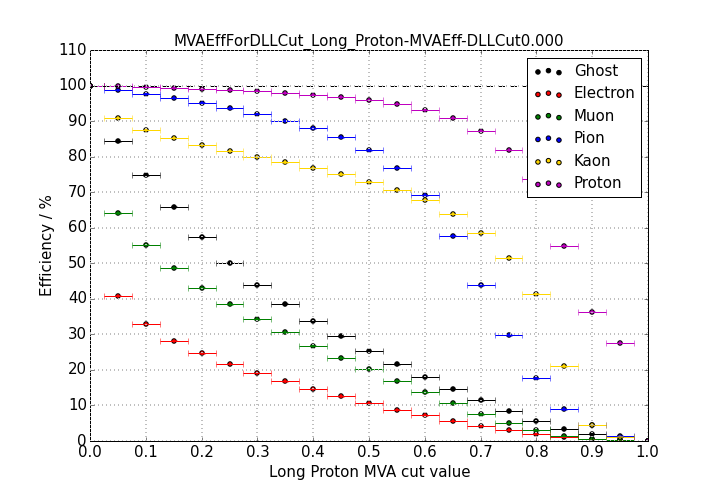 MVAEffForDLLCut_Long_Proton-MVAEff-DLLCut0.000
Efficiency / %
110
100
90
80
70
60
50
40
30
20
10
0
Ghost
Electron
Muon
Pion
Kaon
Proton
0.0 0.1 0.2 0.3 0.4 0.5 0.6 0.7 0.8 0.9 1.0
Long Proton MVA cut value